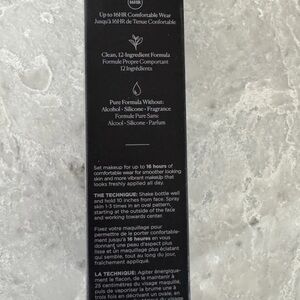 16HR
Up to 16HR Comfortable Wear
Jusqu'à 16HR de Tenue Confortable
Clean, 12-Ingredient Formula
Formule Propre Comportant
12 Ingrédients
Pure Formula Without:
Alcohol - Silicone - Fragrance
Formule Pure Sans:
Alcool - Silicone - Parfum
Set makeup for up to 16 hours of
comfortable wear for smoother looking
skin and more vibrant makeup that
looks freshly applied all day.
THE TECHNIQUE: Shake bottle well
and hold 10 inches from face. Spray
skin 1-3 times in an oval pattern,
starting at the outside of the face
and working towards center.
Fixez votre maquillage pour
permettre de le porter confortable-
ment jusqu'à 16 heures en vous
donnant une peau d'aspect plus
lisse et un maquillage plus éclatant
qui semble, tout au long du jour,
fraîchement appliqué.
LA TECHNIQUE: Agiter énergique-
ment le flacon, de le maintenir à
25 centimètres du visage maquillé,
puis de vaporiser la brume une à
trois fois en décrivant un ovale, en